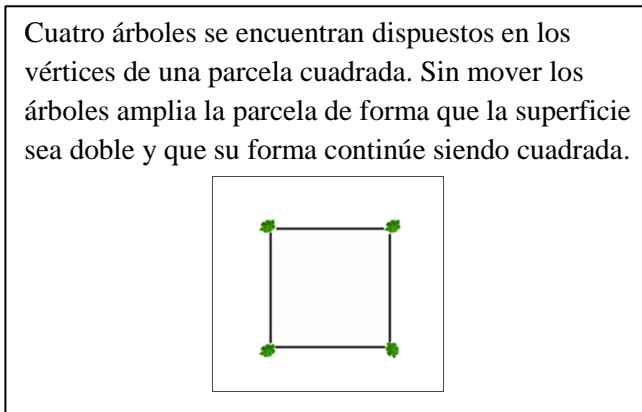 Cuatro árboles se encuentran dispuestos en los
vértices de una parcela cuadrada. Sin mover los
árboles amplia la parcela de forma que la superficie
sea doble y que su forma continúe siendo cuadrada.